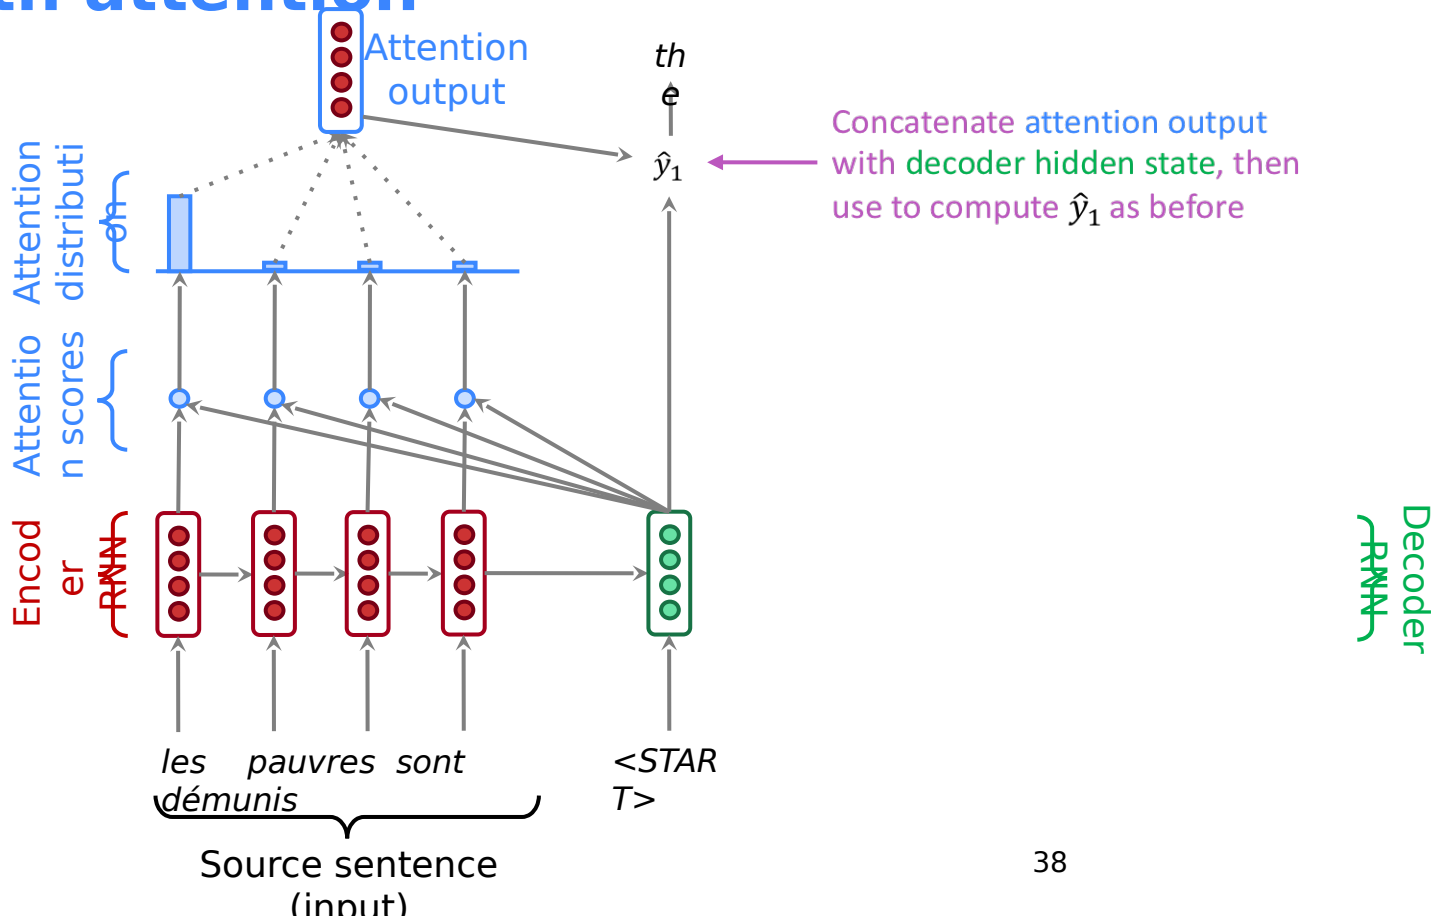 attention
Attention
output
th
e
Concatenate attention output
with decoder hidden state, then
use to compute ŷ₁ as before
ŷ₁
Attention
distributi
on
Attentio
n scores
Encod
er
RNN
Decoder
RNN
les pauvres sont
démunis
<STAR
T>
Source sentence
(input)
38